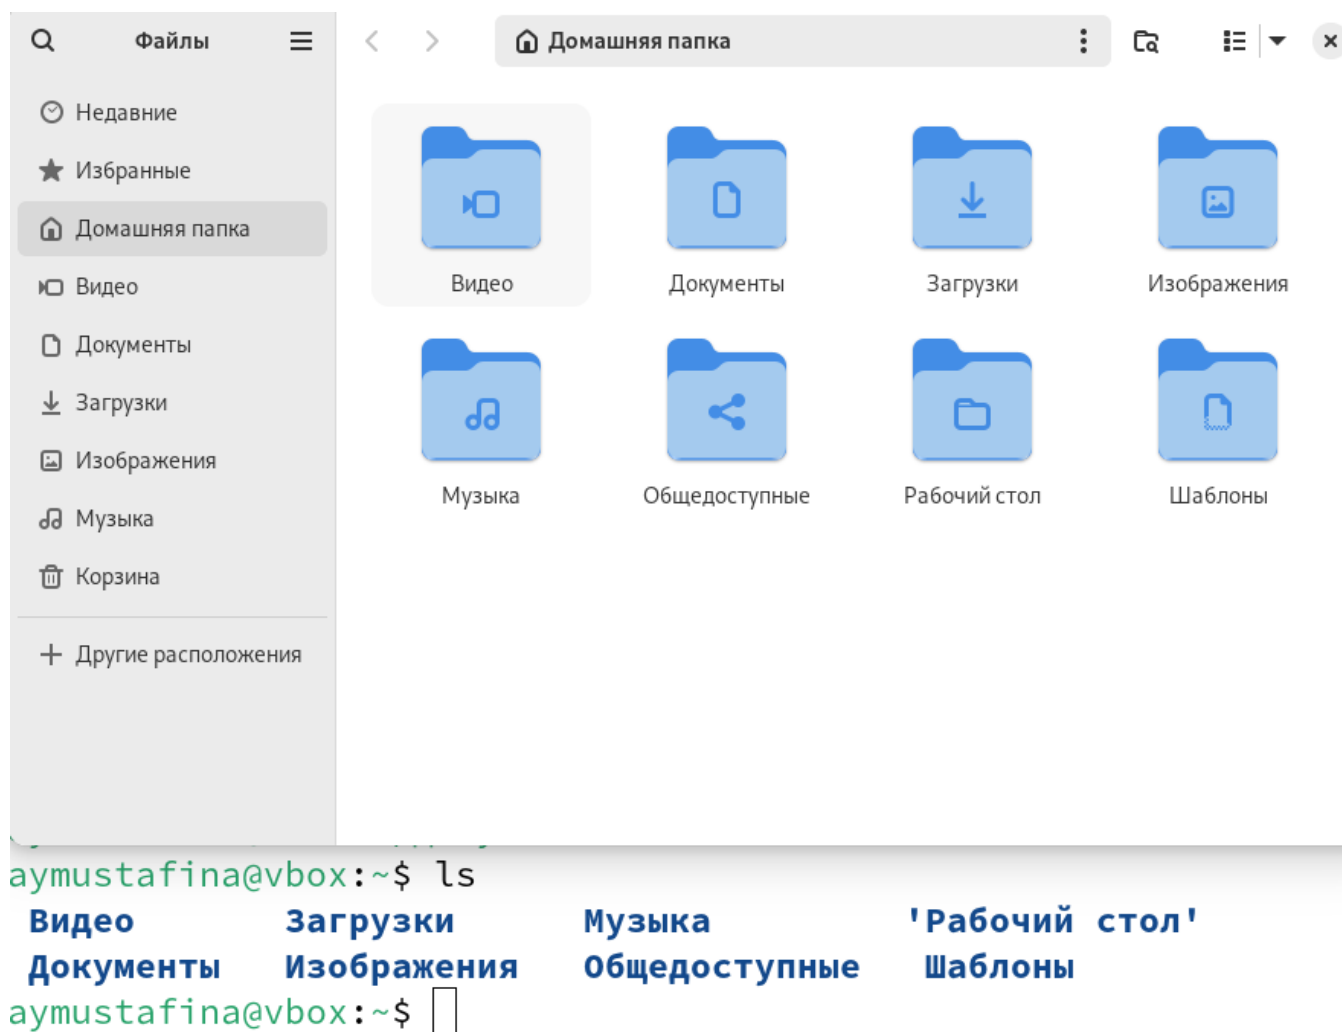 Файлы
Домашняя папка
Недавние
Избранные
Домашняя папка
Видео
Документы
Загрузки
Изображения
Музыка
Корзина
Другие расположения
Видео Документы Загрузки Изображения
Музыка Общедоступные Рабочий стол Шаблоны
aymustafina@vbox:~$ ls
Видео Загрузки Музыка 'Рабочий стол'
Документы Изображения Общедоступные Шаблоны
aymustafina@vbox:~$